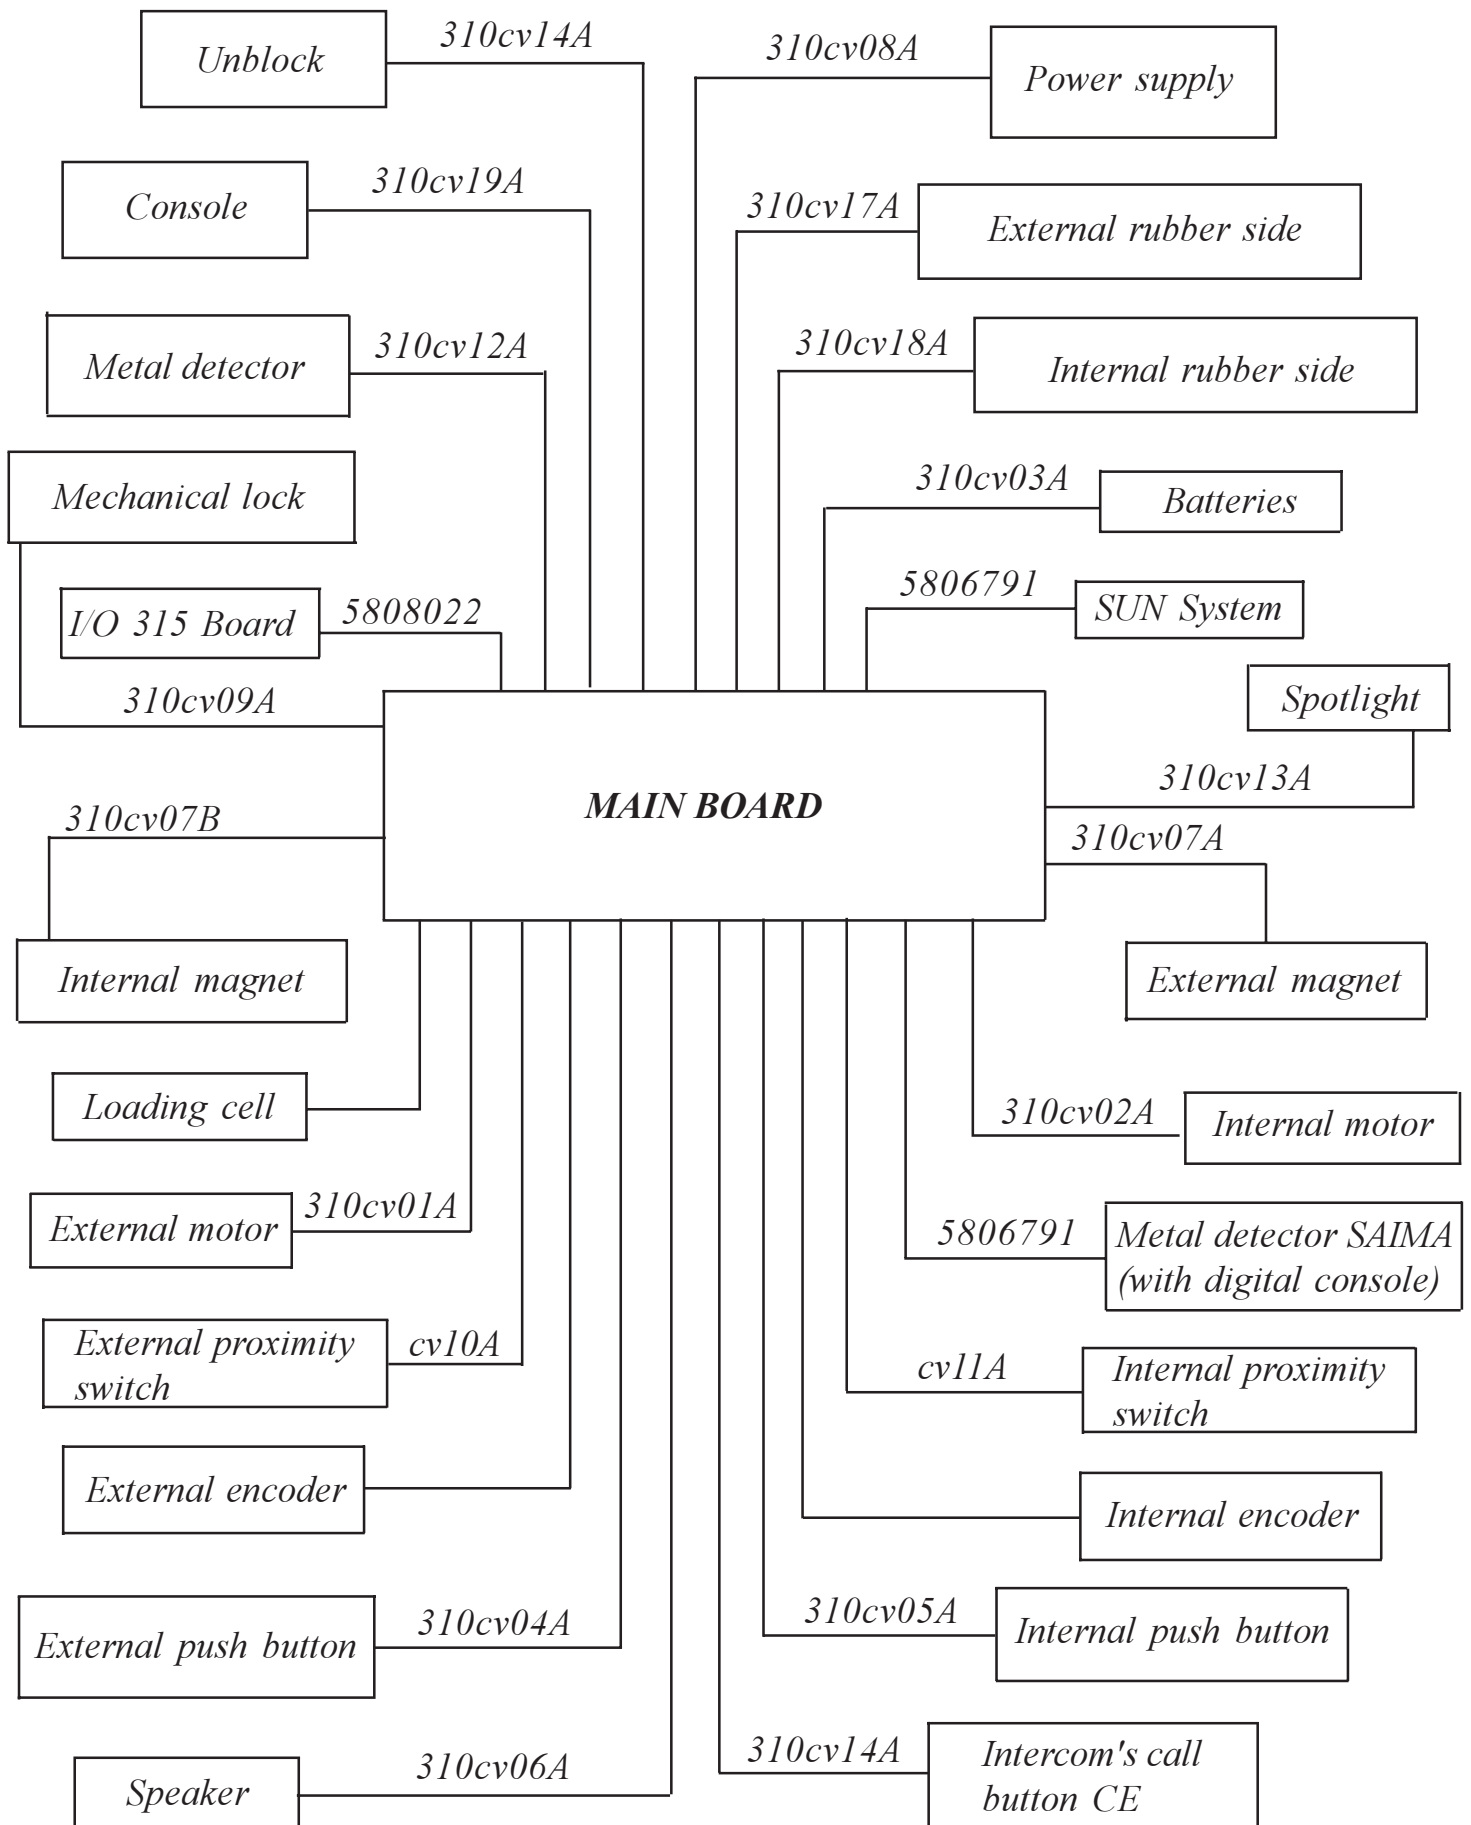 310cv14A
Unblock
310cv08A
Power supply
310cv19A
Console
310cv17A
External rubber side
310cv12A
Metal detector
310cv18A
Internal rubber side
Mechanical lock
310cv03A
Batteries
I/O 315 Board
5808022
5806791
SUN System
310cv09A
Spotlight
310cv13A
MAIN BOARD
310cv07B
310cv07A
Internal magnet
External magnet
Loading cell
310cv02A
Internal motor
External motor
310cv01A
5806791
Metal detector SAIMA
(with digital console)
External proximity
switch
cv10A
cv11A
Internal proximity
switch
External encoder
Internal encoder
External push button
310cv04A
310cv05A
Internal push button
Speaker
310cv06A
310cv14A
Intercom's call
button CE